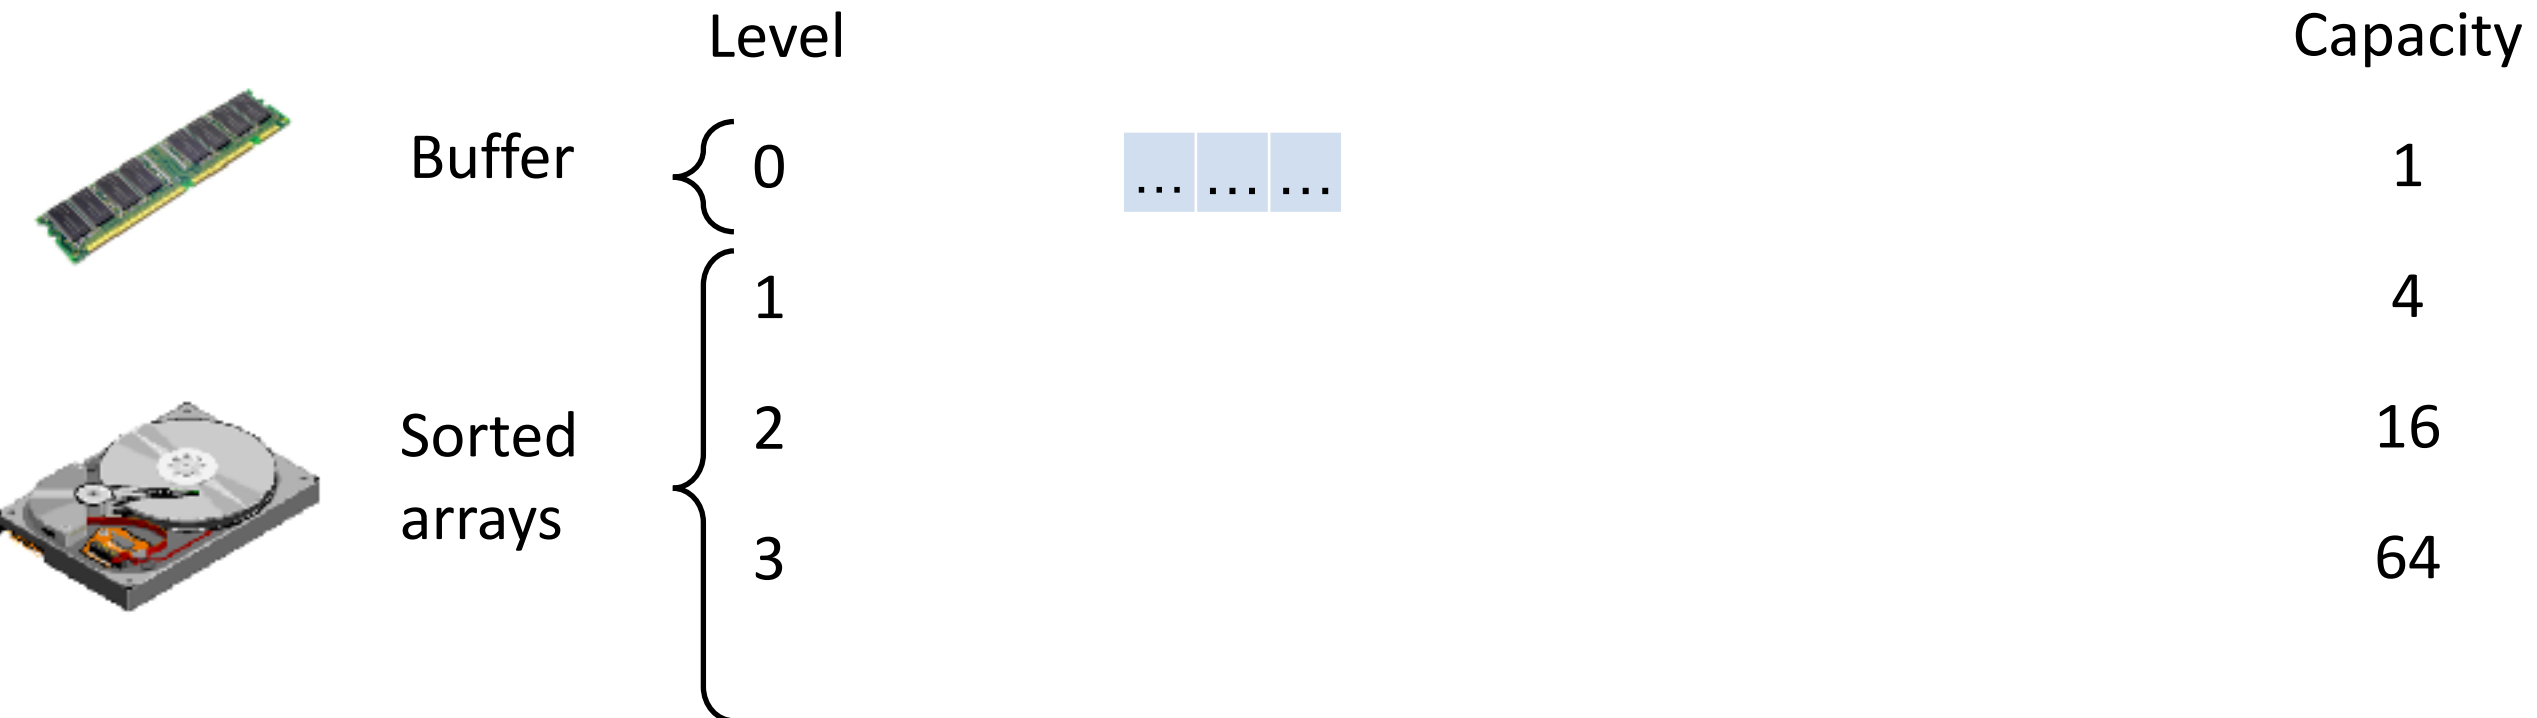 Level Capacity
Buffer 0 ... ... ... 1
1 4
Sorted 2 16
arrays
3 64